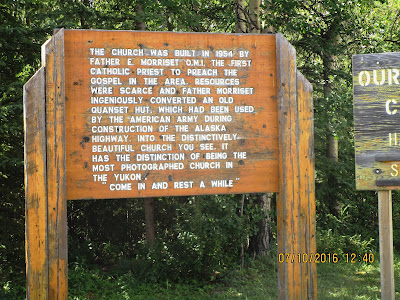 THE CHURCH WAS BUILT IN 1954 BY
FATHER E. MORRISET O.M.I. THE FIRST
CATHOLIC PRIEST TO PREACH THE
GOSPEL IN THE AREA. RESOURCES
WERE SCARCE AND FATHER MORRISET
INGENIOUSLY CONVERTED AN OLD
QUANSET HUT, WHICH HAD BEEN USED
BY THE AMERICAN ARMY DURING
CONSTRUCTION OF THE ALASKA
HIGHWAY, INTO THE DISTINCTIVELY
BEAUTIFUL CHURCH YOU SEE. IT
HAS THE DISTINCTION OF BEING THE
MOST PHOTOGRAPHED CHURCH IN
THE YUKON
"COME IN AND REST A WHILE"
OUR
07/10/2016 12:40